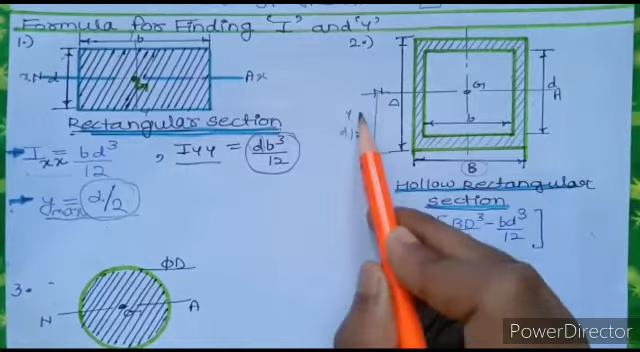 Formula for Finding 'I' and 'Y'
1.)
b
d
x N
G
A x
Rectangular section
I xx = bd³/12 , Iyy = db³/12
ymax = d/2
2.)
D
N
G
d
A
b
B
y
Hollow Rectangular
section
BD³ - bd³/12 ]
3.
ΦD
N
G
A
PowerDirector